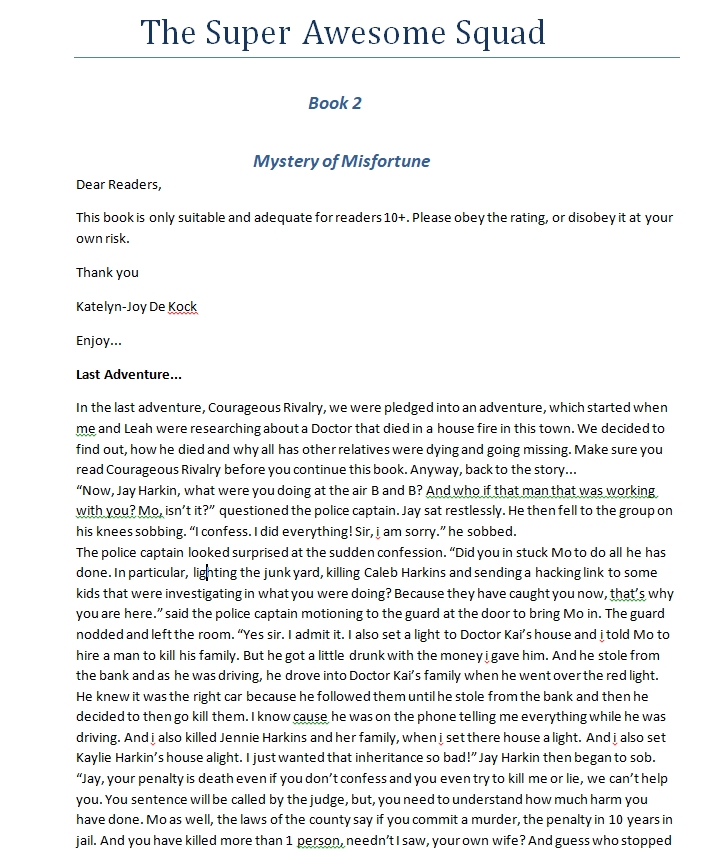 The Super Awesome Squad
Book 2
Mystery of Misfortune
Dear Readers,
This book is only suitable and adequate for readers 10+. Please obey the rating, or disobey it at your
own risk.
Thank you
Katelyn-Joy De Kock
Enjoy...
Last Adventure...
In the last adventure, Courageous Rivalry, we were pledged into an adventure, which started when
me and Leah were researching about a Doctor that died in a house fire in this town. We decided to
find out, how he died and why all has other relatives were dying and going missing. Make sure you
read Courageous Rivalry before you continue this book. Anyway, back to the story...
“Now, Jay Harkin, what were you doing at the air B and B? And who if that man that was working
with you? Mo, isn’t it?” questioned the police captain. Jay sat restlessly. He then fell to the group on
his knees sobbing. “I confess. I did everything! Sir, i am sorry.” he sobbed.
The police captain looked surprised at the sudden confession. “Did you in stuck Mo to do all he has
done. In particular, lighting the junk yard, killing Caleb Harkins and sending a hacking link to some
kids that were investigating in what you were doing? Because they have caught you now, that’s why
you are here.” said the police captain motioning to the guard at the door to bring Mo in. The guard
nodded and left the room. “Yes sir. I admit it. I also set a light to Doctor Kai’s house and i told Mo to
hire a man to kill his family. But he got a little drunk with the money i gave him. And he stole from
the bank and as he was driving, he drove into Doctor Kai’s family when he went over the red light.
He knew it was the right car because he followed them until he stole from the bank and then he
decided to then go kill them. I know cause he was on the phone telling me everything while he was
driving. And i also killed Jennie Harkins and her family, when i set there house a light. And i also set
Kaylie Harkin’s house alight. I just wanted that inheritance so bad!” Jay Harkin then began to sob.
“Jay, your penalty is death even if you don’t confess and you even try to kill me or lie, we can’t help
you. You sentence will be called by the judge, but, you need to understand how much harm you
have done. Mo as well, the laws of the county say if you commit a murder, the penalty in 10 years in
jail. And you have killed more than 1 person, needn’t I saw, your own wife? And guess who stopped